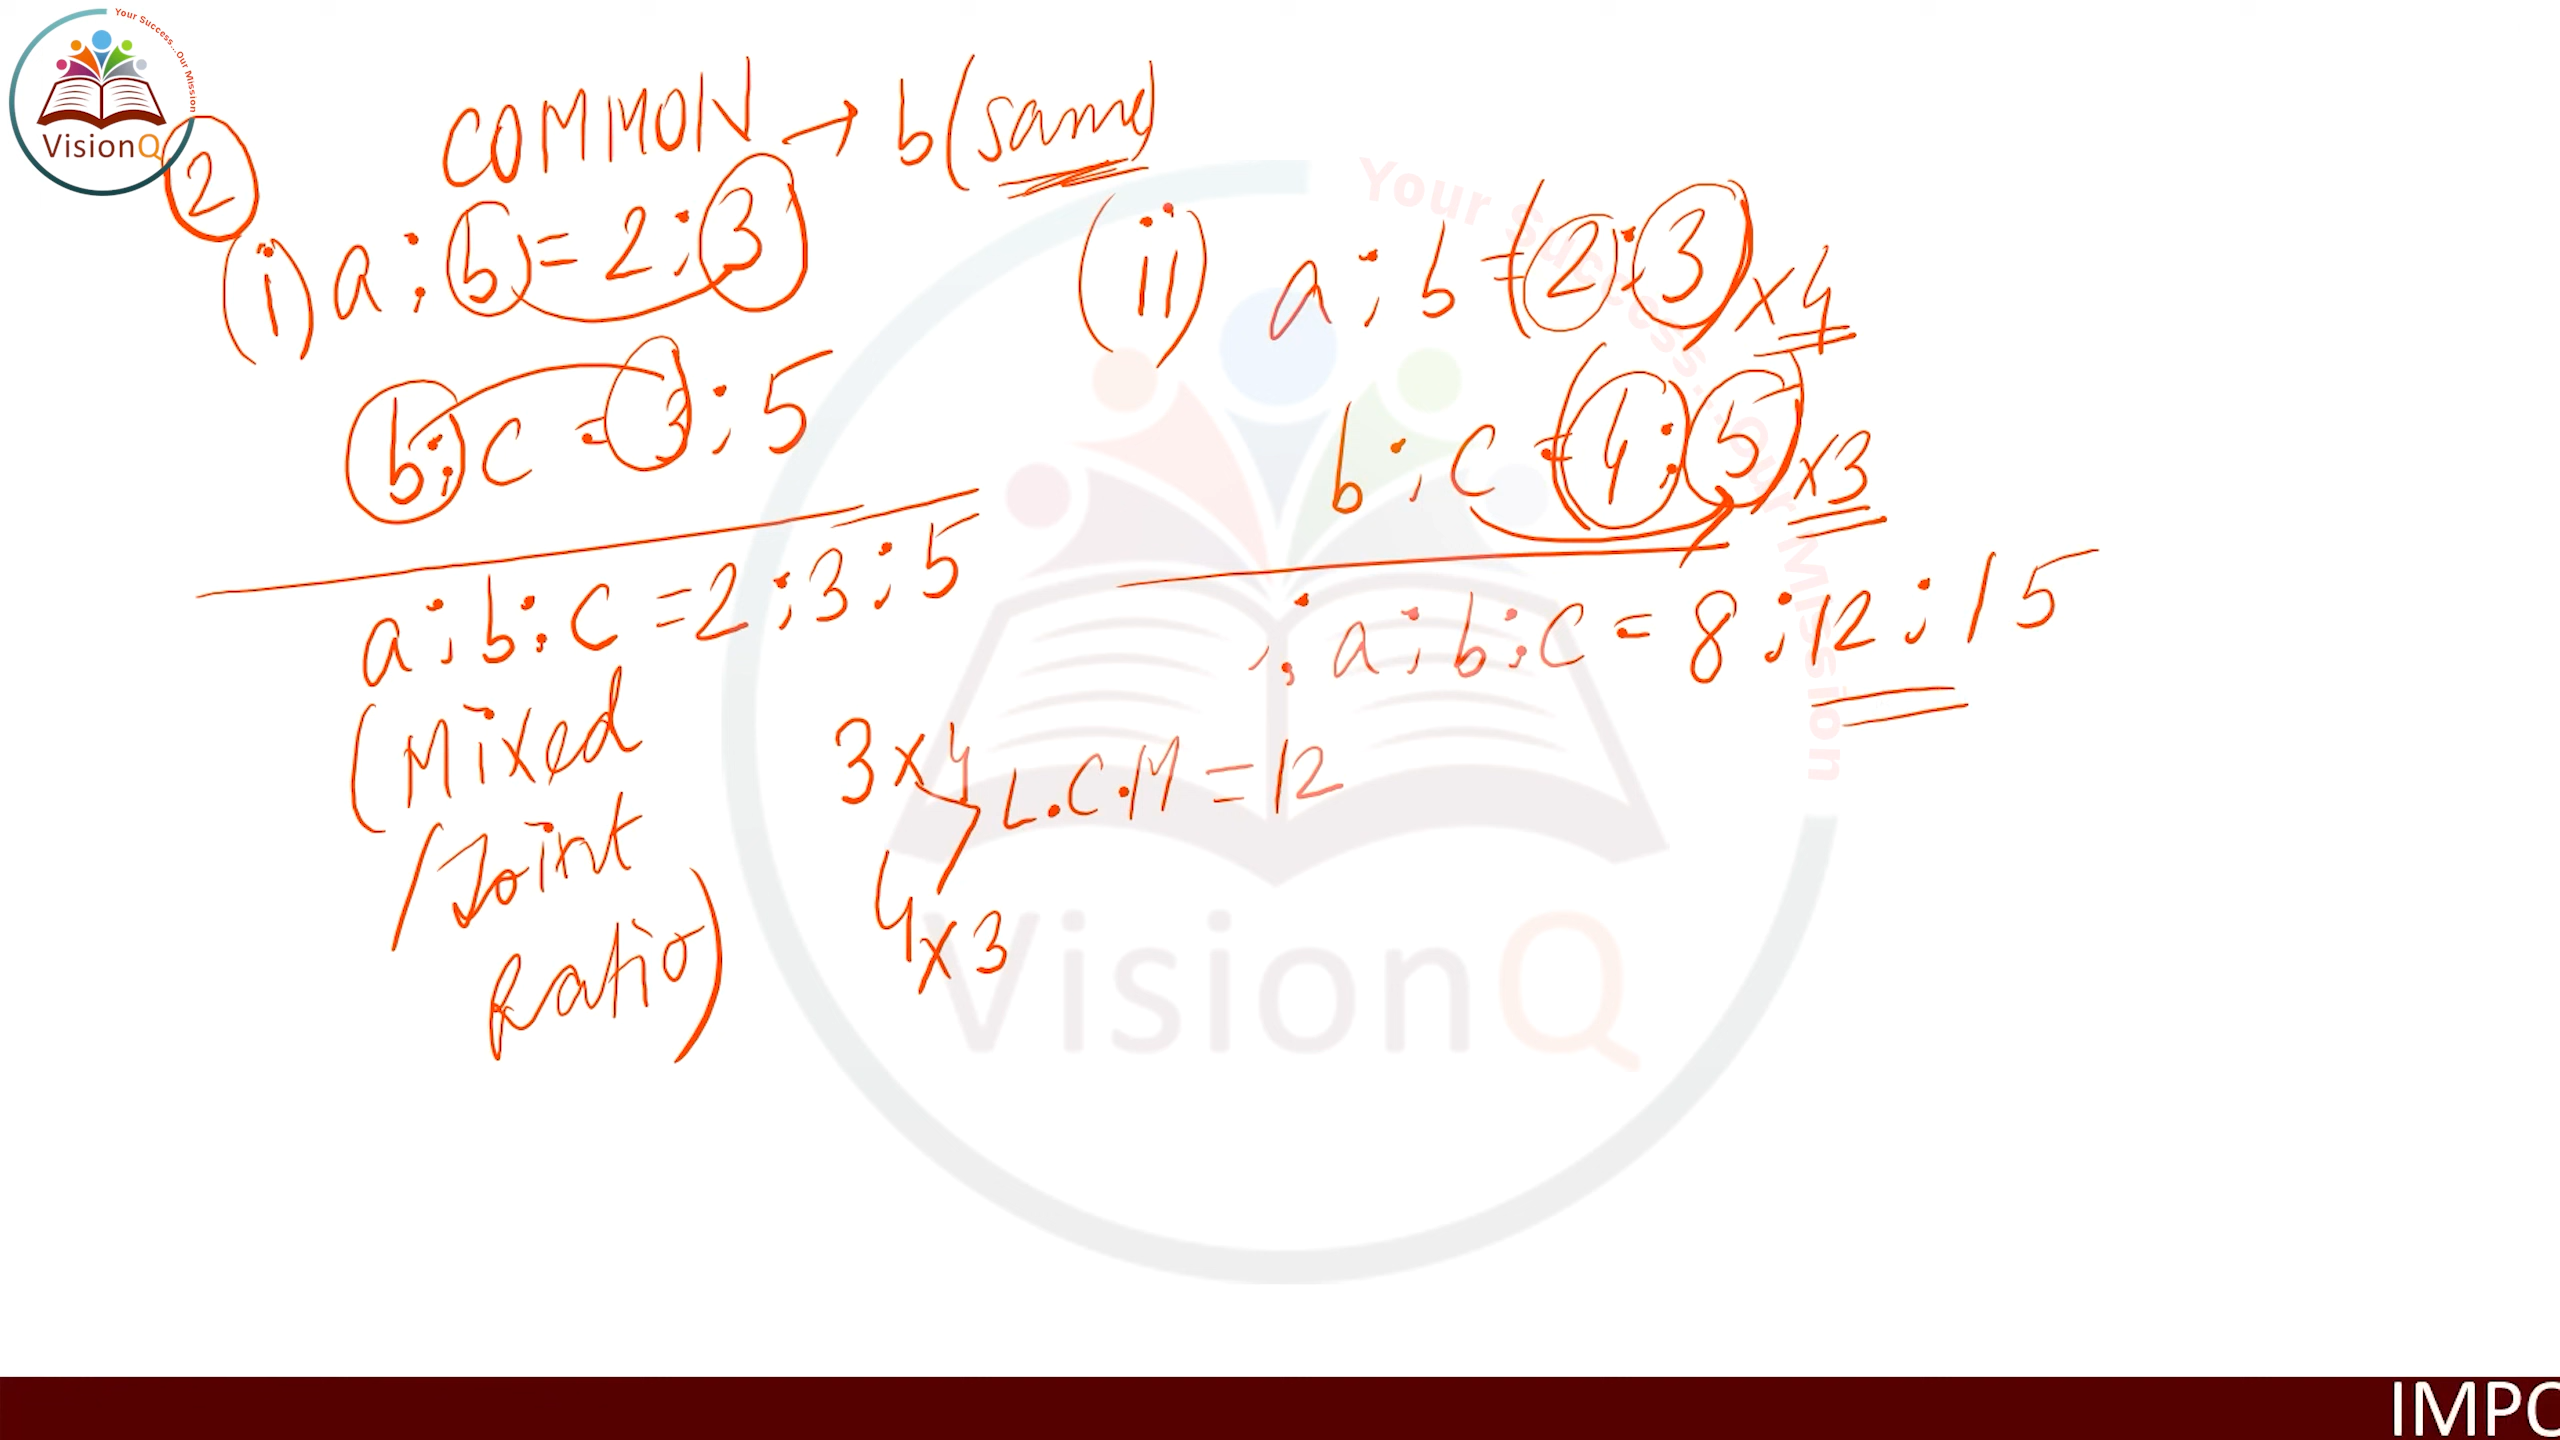 Your Success...Our Mission
VisionQ
2
COMMON → b (same)
(i) a : b = 2 : 3
b : c = 3 : 5
a : b : c = 2 : 3 : 5
(Mixed
/Joint
Ratio)
(ii) a : b = (2 : 3) × 4
b : c = (4 : 5) × 3
∴ a : b : c = 8 : 12 : 15
3 × 4
L.C.M = 12
4 × 3
Your Success...Our Mission
VisionQ
IMPO